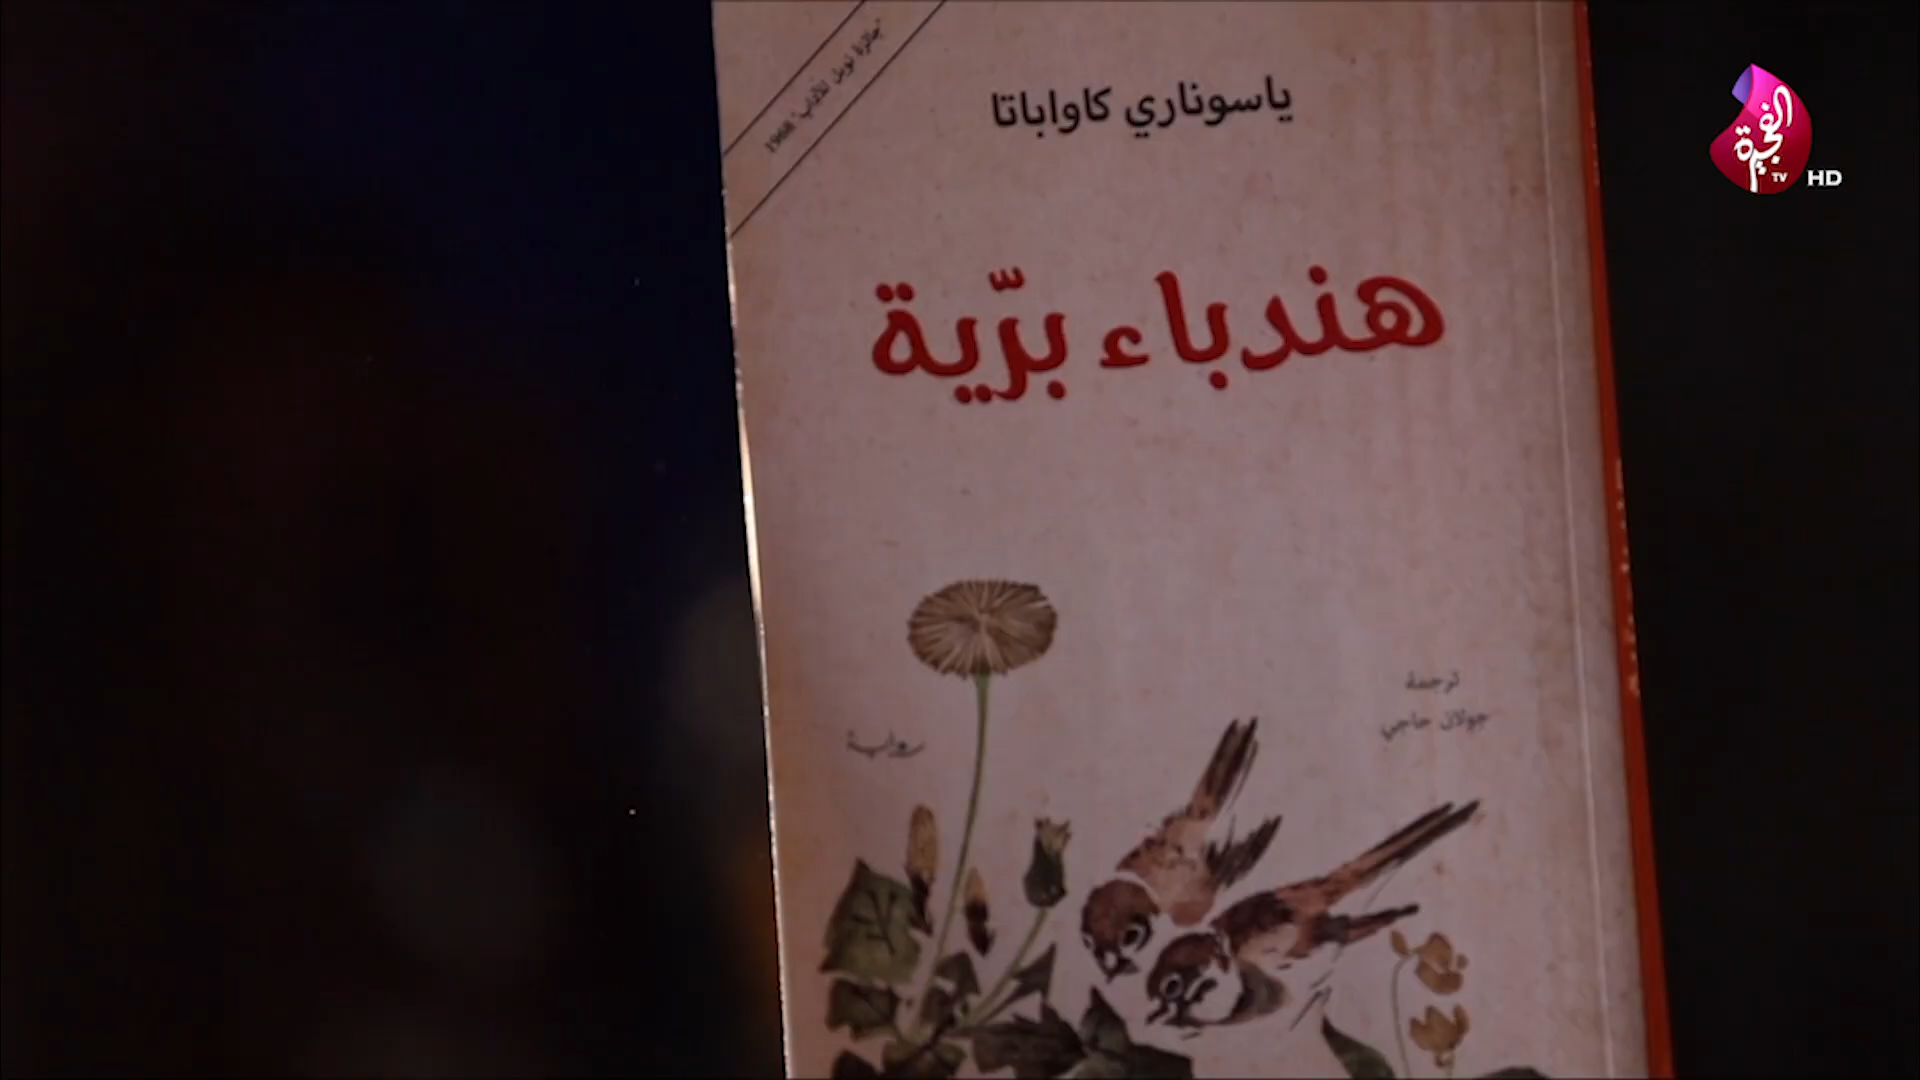 جائزة نوبل للآداب 1968
ياسوناري كاواباتا
هندباء برّية
ترجمة
جولان حاجي
رواية
الفجيرة
TV HD